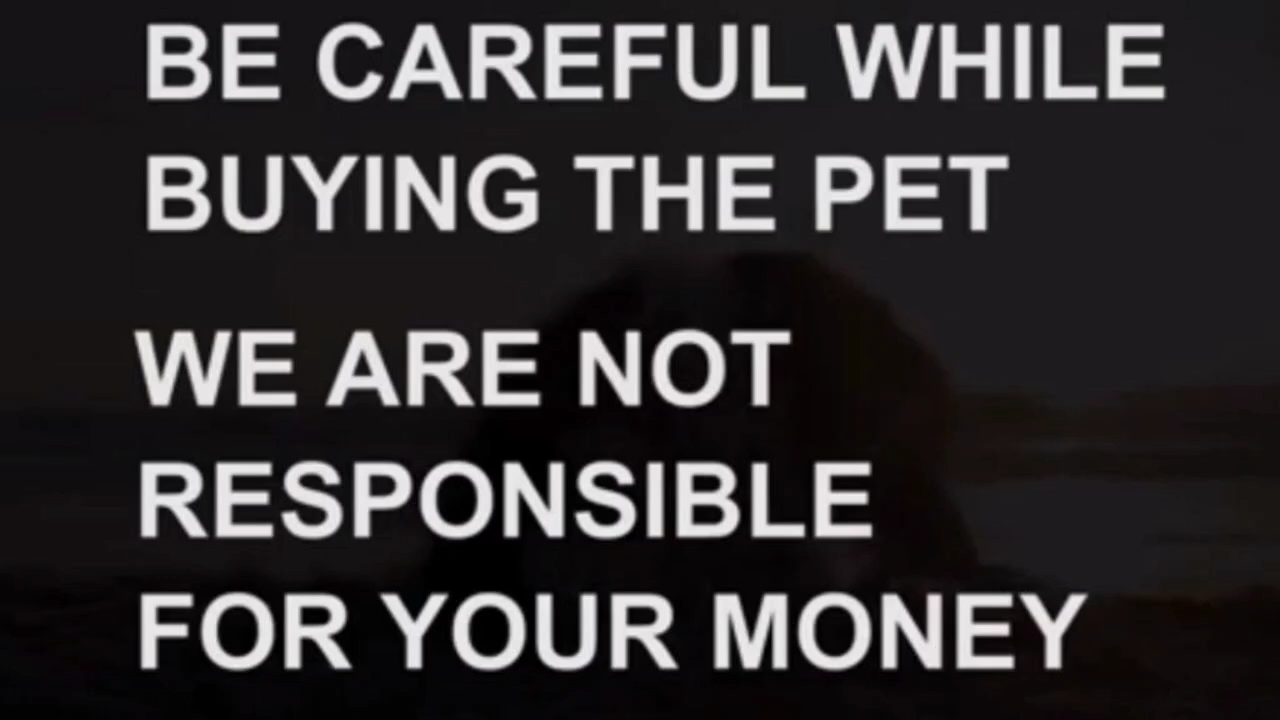 BE CAREFUL WHILE
BUYING THE PET
WE ARE NOT
RESPONSIBLE
FOR YOUR MONEY